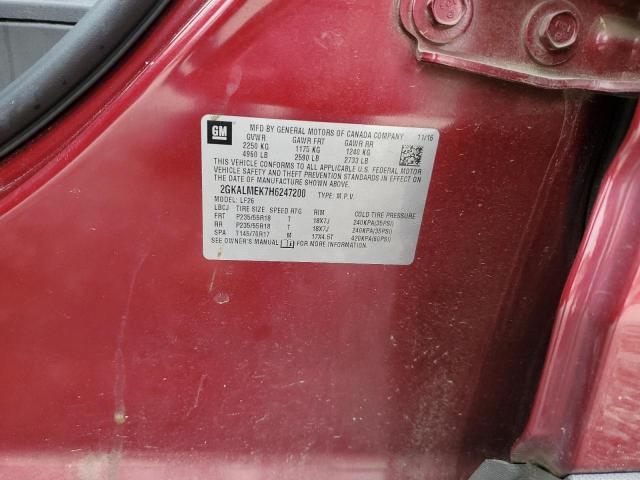 GM
MFD BY GENERAL MOTORS OF CANADA COMPANY 11/16
GVWR GAWR FRT GAWR RR
2250 KG 1175 KG 1240 KG
4960 LB 2590 LB 2733 LB
THIS VEHICLE CONFORMS TO ALL APPLICABLE U.S. FEDERAL MOTOR
VEHICLE SAFETY, BUMPER, AND THEFT PREVENTION STANDARDS IN EFFECT ON
THE DATE OF MANUFACTURE SHOWN ABOVE.
2GKALMEK7H6247200 TYPE: M.P.V.
MODEL: LF26
LBCJ TIRE SIZE SPEED RTG RIM COLD TIRE PRESSURE
FRT P235/55R18 T 18X7J 240KPA(35PSI)
RR P235/55R18 T 18X7J 240KPA(35PSI)
SPA T145/70R17 M 17X4.5T 420KPA(60PSI)
SEE OWNER'S MANUAL FOR MORE INFORMATION.